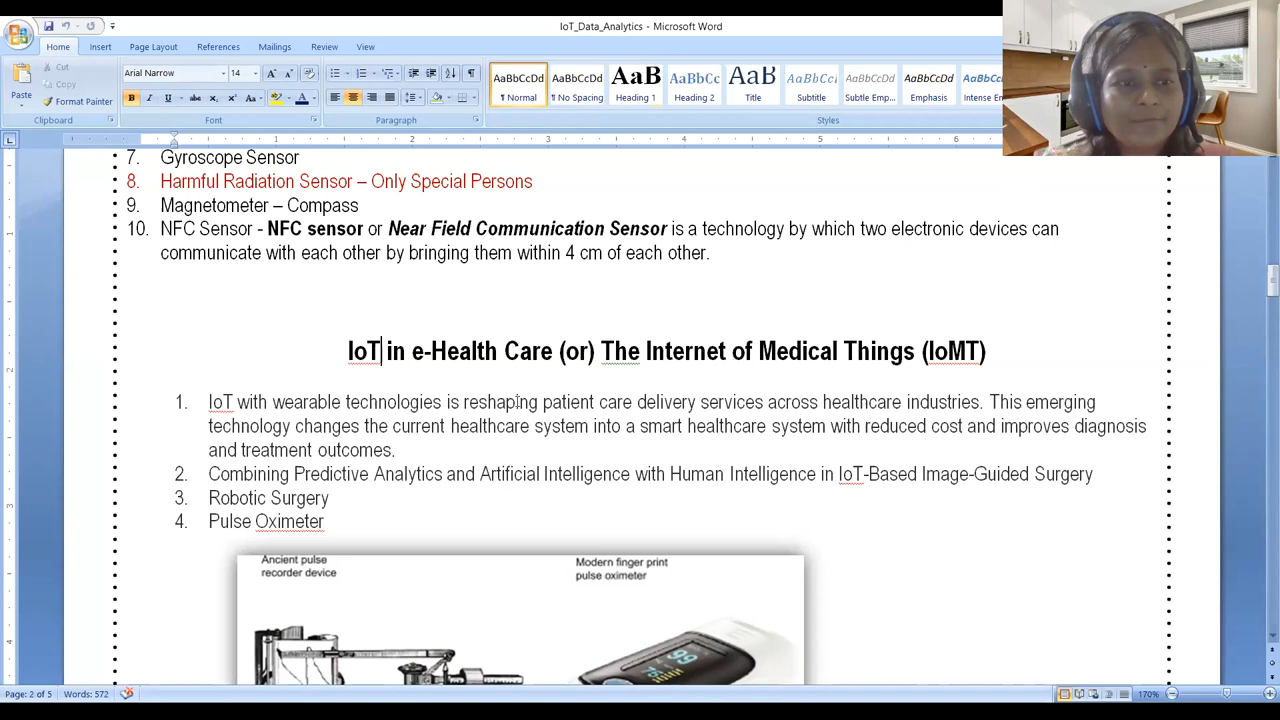 IoT_Data_Analytics - Microsoft Word
Home Insert Page Layout References Mailings Review View
Paste
Cut
Copy
Format Painter
Clipboard
Arial Narrow 14
Font
Paragraph
AaBbCcDd AaBbCcDd AaB AaBbCc AaB AaBbCcI AaBbCcDd AaBbCcDd AaBbCcDd
¶ Normal ¶ No Spacing Heading 1 Heading 2 Title Subtitle Subtle Emp... Emphasis Intense Em
Styles
7. Gyroscope Sensor
8. Harmful Radiation Sensor – Only Special Persons
9. Magnetometer – Compass
10. NFC Sensor - NFC sensor or Near Field Communication Sensor is a technology by which two electronic devices can
communicate with each other by bringing them within 4 cm of each other.
IoT in e-Health Care (or) The Internet of Medical Things (IoMT)
1. IoT with wearable technologies is reshaping patient care delivery services across healthcare industries. This emerging
technology changes the current healthcare system into a smart healthcare system with reduced cost and improves diagnosis
and treatment outcomes.
2. Combining Predictive Analytics and Artificial Intelligence with Human Intelligence in IoT-Based Image-Guided Surgery
3. Robotic Surgery
4. Pulse Oximeter
Ancient pulse
recorder device
Modern finger print
pulse oximeter
99
Page: 2 of 5 Words: 572
170%